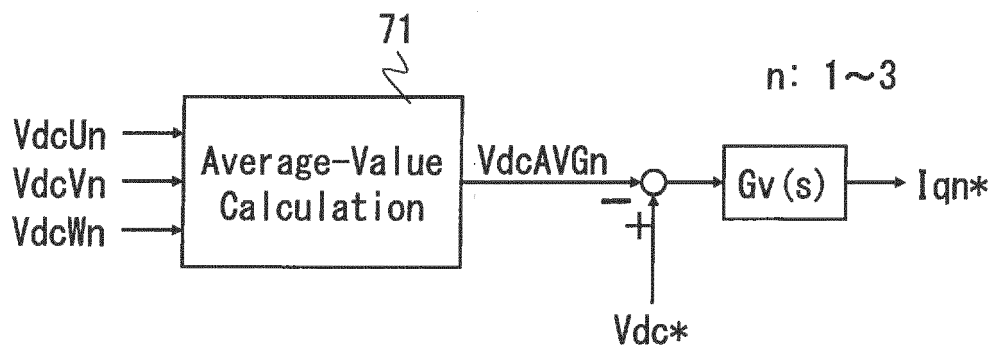 71
n: 1～3
VdcUn
VdcVn
VdcWn
Average-Value
Calculation
VdcAVGn
−
+
Gv(s)
Iqn*
Vdc*